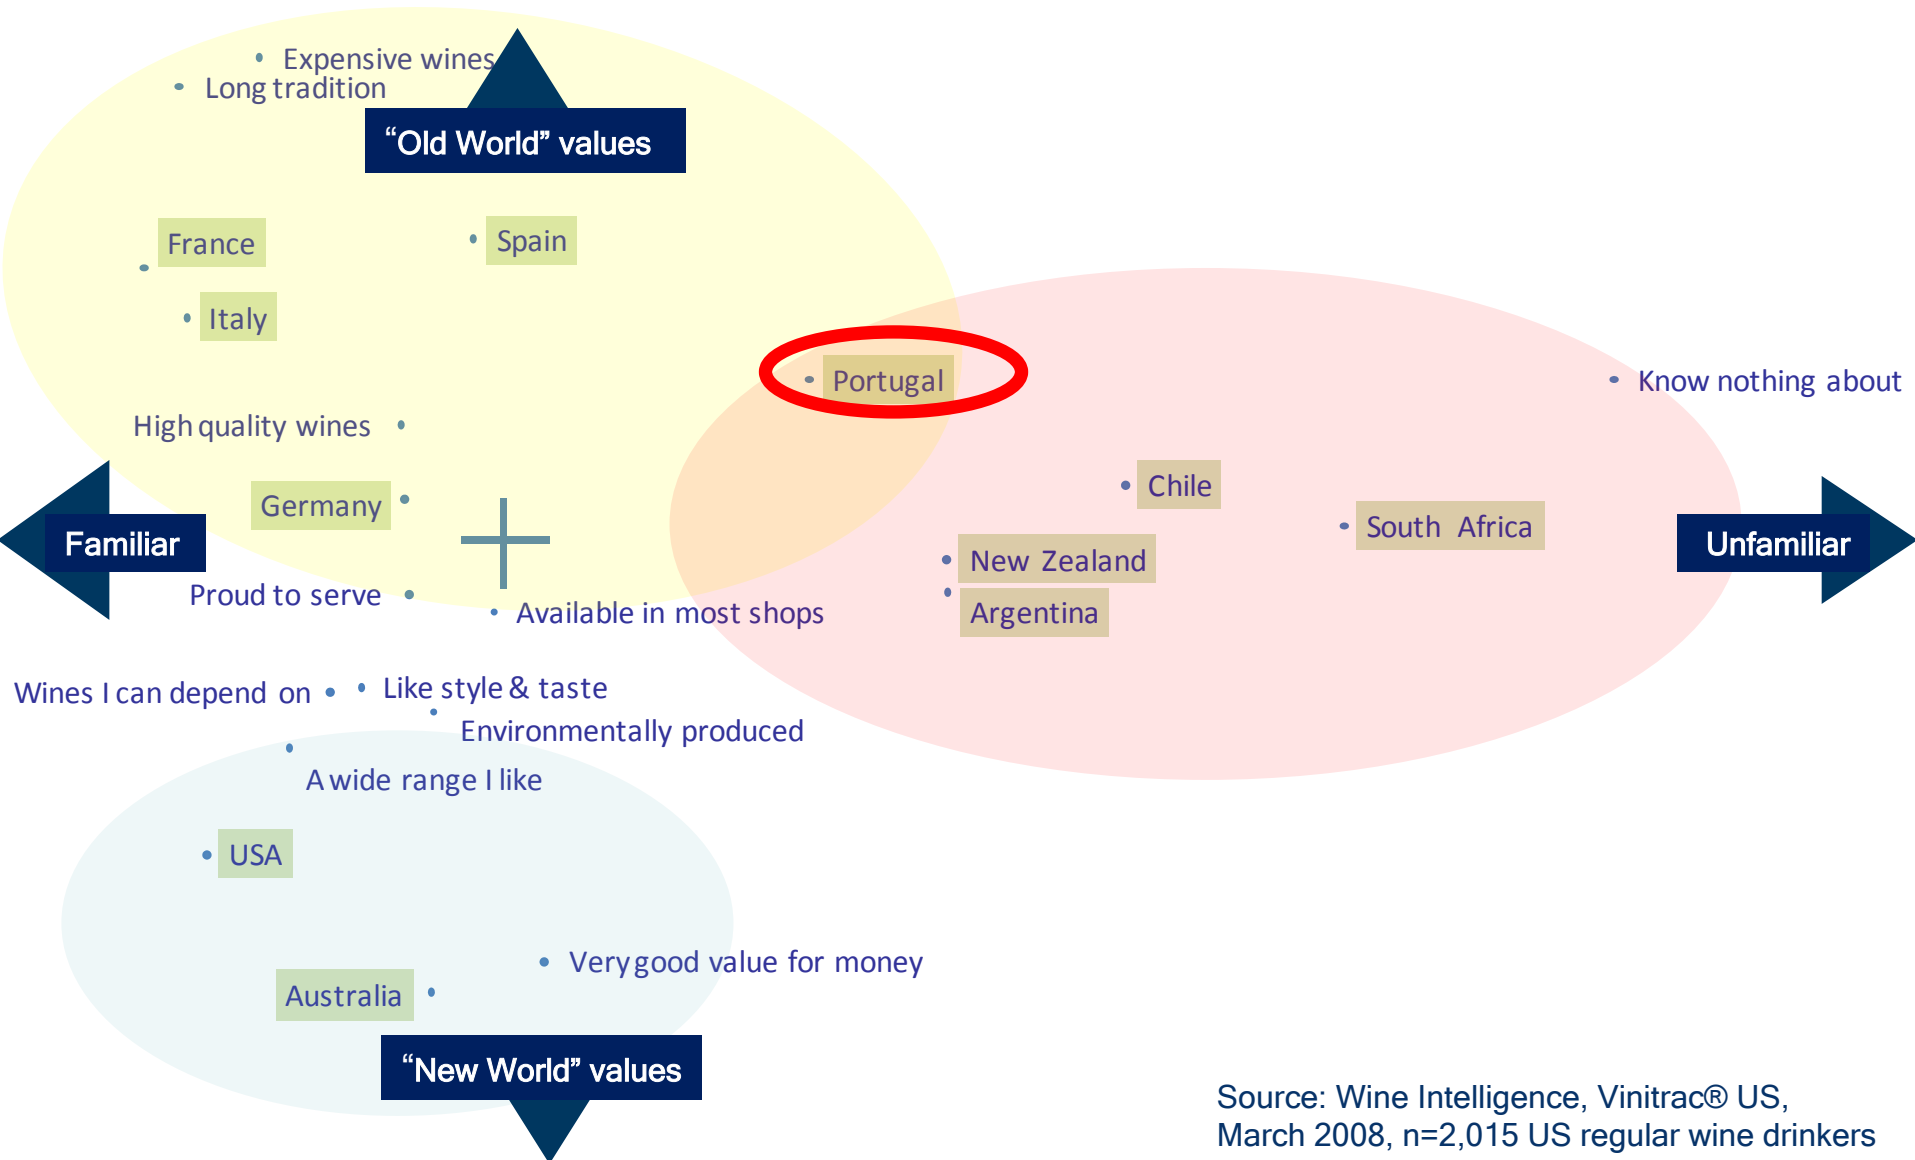 Expensive wines
Long tradition
“Old World” values
France
Spain
Italy
Portugal
Know nothing about
High quality wines
Chile
Germany
South Africa
Familiar
Unfamiliar
New Zealand
Proud to serve
Available in most shops
Argentina
Wines I can depend on
Like style & taste
Environmentally produced
A wide range I like
USA
Very good value for money
Australia
“New World” values
Source: Wine Intelligence, Vinitrac® US,
March 2008, n=2,015 US regular wine drinkers